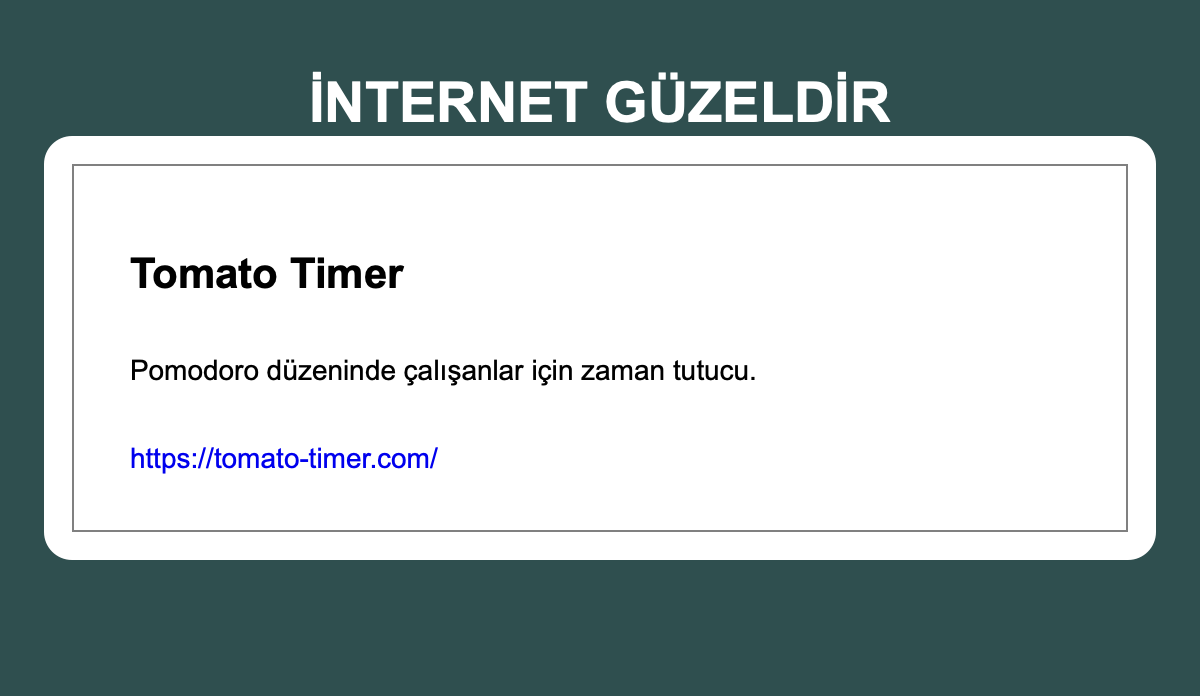 İNTERNET GÜZELDİR
Tomato Timer
Pomodoro düzeninde çalışanlar için zaman tutucu.
https://tomato-timer.com/